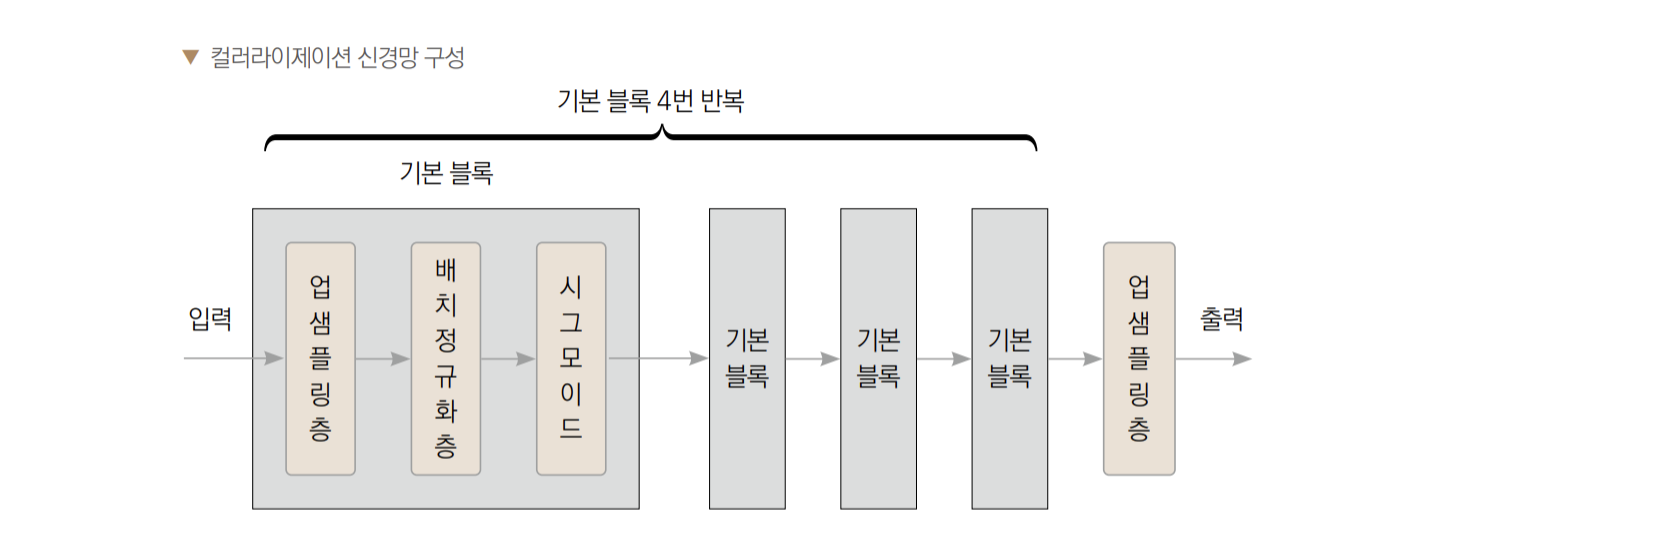 ▼ 컬러라이제이션 신경망 구성
기본 블록 4번 반복
기본 블록
입력
업샘플링층
배치정규화층
시그모이드
기본
블록
기본
블록
기본
블록
업샘플링층
출력